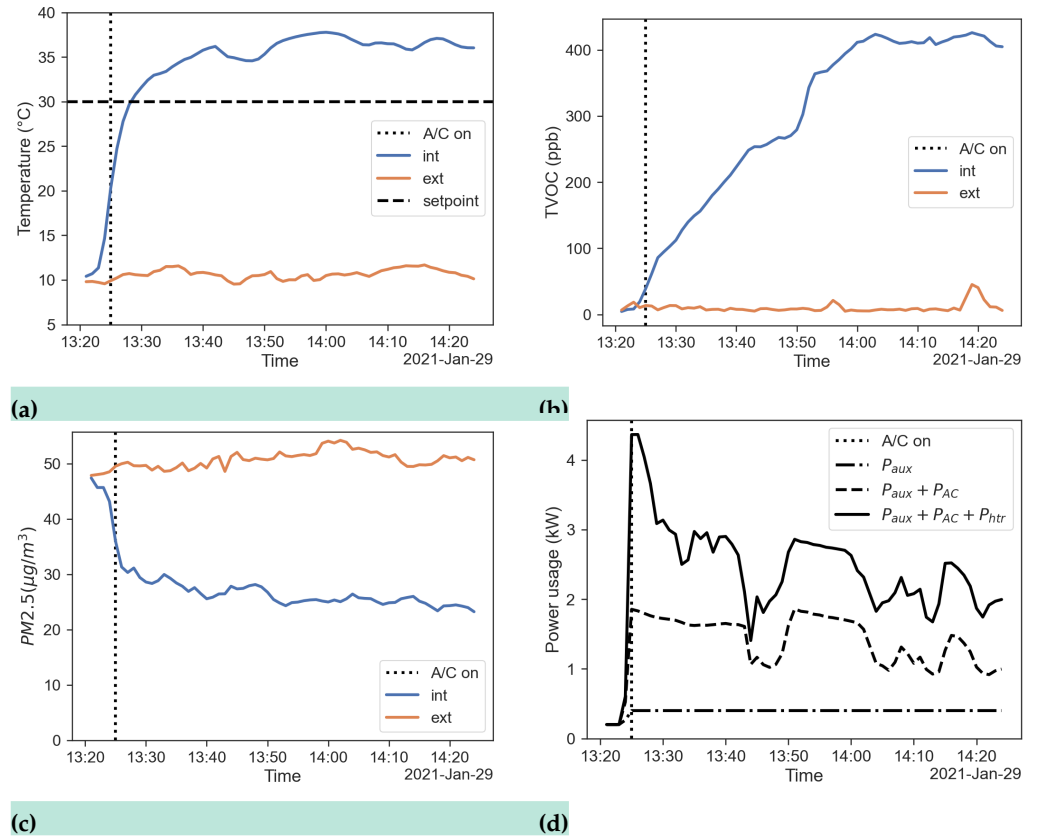 40
35
30
25
20
15
10
5
Temperature (°C)
A/C on
int
ext
setpoint
13:20 13:30 13:40 13:50 14:00 14:10 14:20
Time
2021-Jan-29
400
300
200
100
0
TVOC (ppb)
A/C on
int
ext
13:20 13:30 13:40 13:50 14:00 14:10 14:20
Time
2021-Jan-29
(a) (b)
50
40
30
20
10
0
PM2.5(μg/m³)
A/C on
int
ext
13:20 13:30 13:40 13:50 14:00 14:10 14:20
Time
2021-Jan-29
4
3
2
1
0
Power usage (kW)
A/C on
P_aux
P_aux + P_AC
P_aux + P_AC + P_htr
13:20 13:30 13:40 13:50 14:00 14:10 14:20
Time
2021-Jan-29
(c) (d)